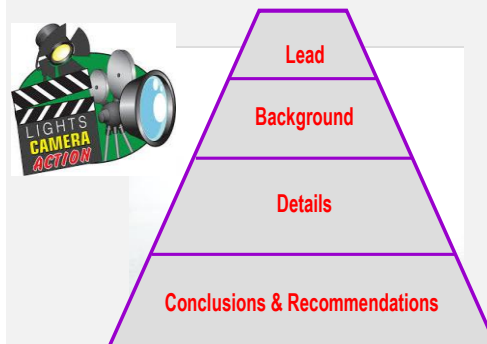 LIGHTS
CAMERA
ACTION
Lead
Background
Details
Conclusions & Recommendations